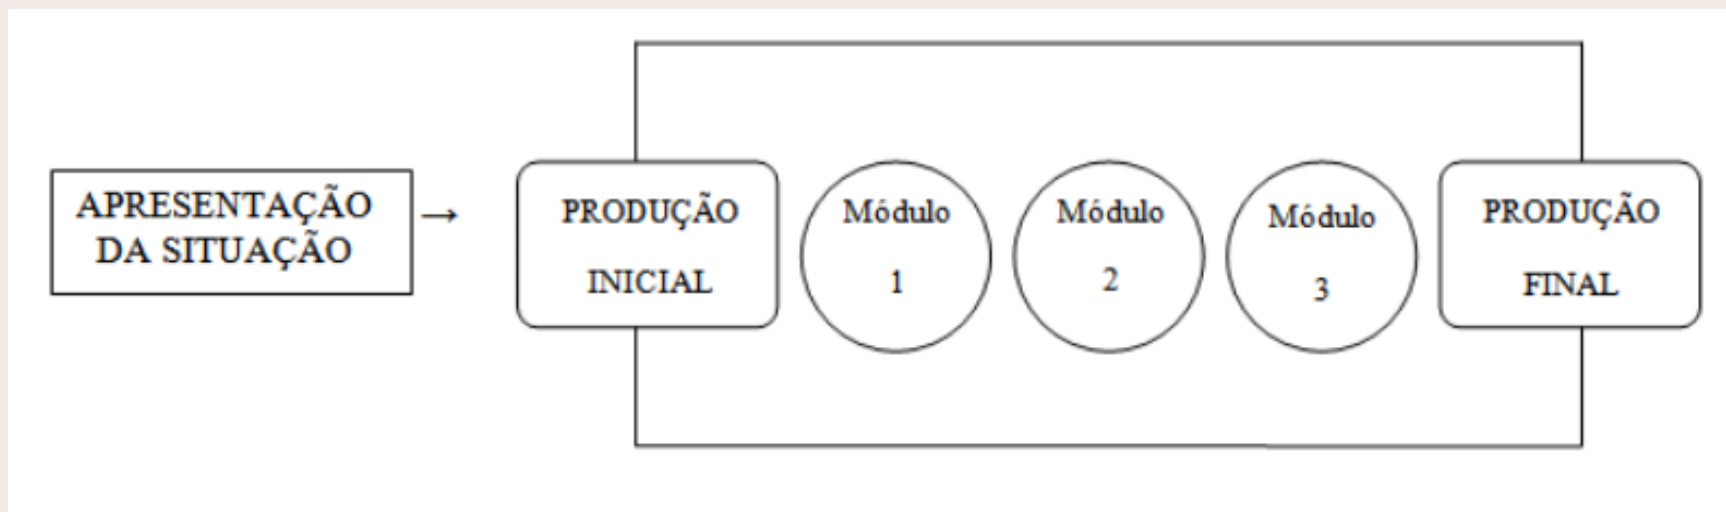 APRESENTAÇÃO
DA SITUAÇÃO
→
PRODUÇÃO
INICIAL
Módulo
1
Módulo
2
Módulo
3
PRODUÇÃO
FINAL